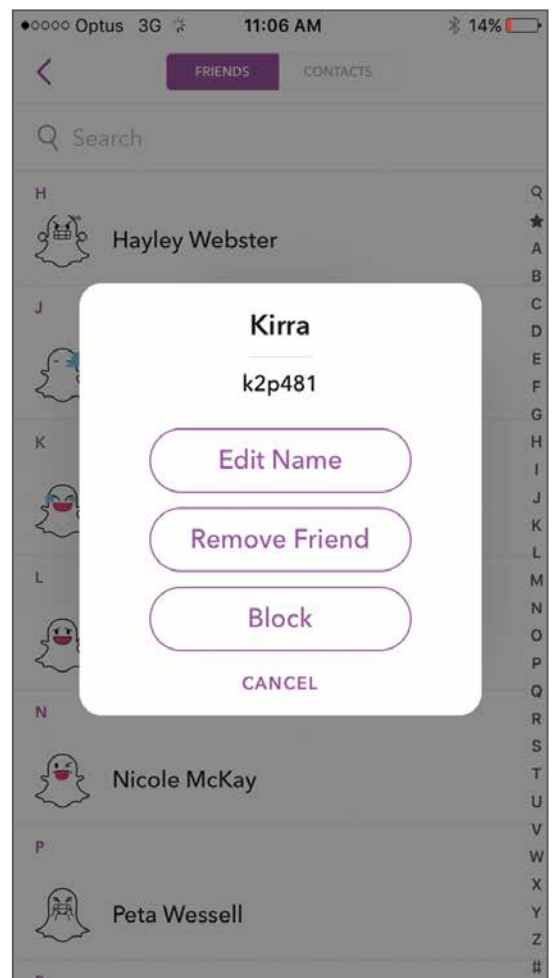 ●○○○○ Optus 3G 11:06 AM 14%
FRIENDS CONTACTS
Search
H
Hayley Webster
J
K
L
N
Nicole McKay
P
Peta Wessell
Kirra
k2p481
Edit Name
Remove Friend
Block
CANCEL
A
B
C
D
E
F
G
H
I
J
K
L
M
N
O
P
Q
R
S
T
U
V
W
X
Y
Z
#